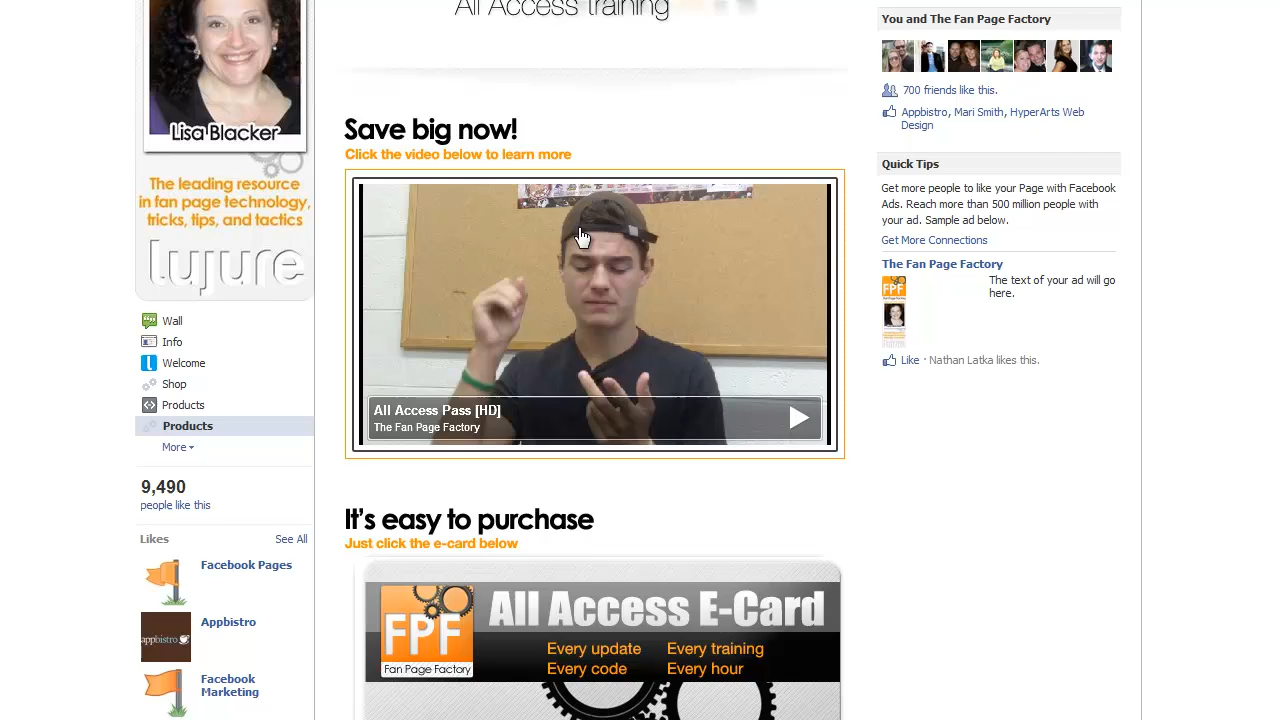 All Access training
Lisa Blacker
The leading resource
in fan page technology,
tricks, tips, and tactics
lujure
Wall
Info
Welcome
Shop
Products
Products
More
9,490
people like this
Likes
See All
Facebook Pages
appbistro
Appbistro
Facebook
Marketing
Save big now!
Click the video below to learn more
All Access Pass [HD]
The Fan Page Factory
It's easy to purchase
Just click the e-card below
FPF
Fan Page Factory
All Access E-Card
Every update
Every training
Every code
Every hour
You and The Fan Page Factory
700 friends like this.
Appbistro, Mari Smith, HyperArts Web
Design
Quick Tips
Get more people to like your Page with Facebook
Ads. Reach more than 500 million people with
your ad. Sample ad below.
Get More Connections
The Fan Page Factory
FPF
The text of your ad will go
here.
Like · Nathan Latka likes this.